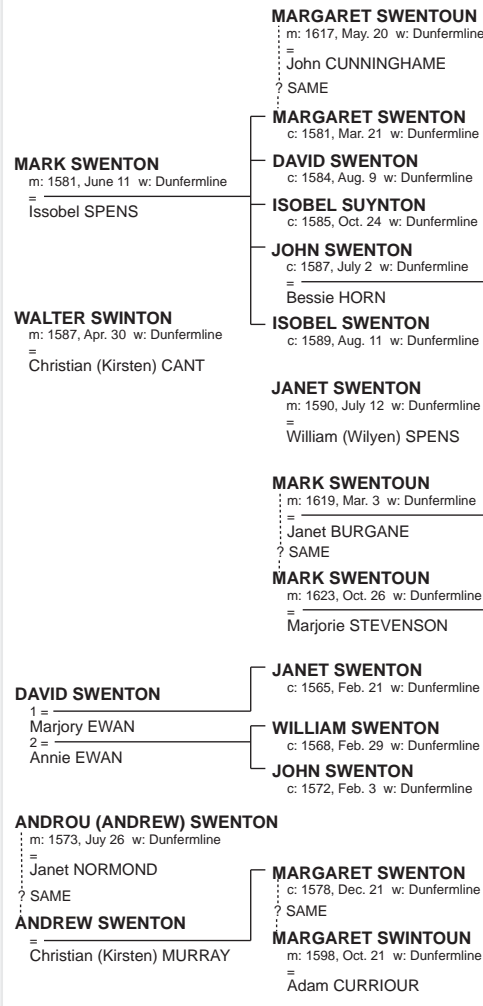 MARGARET SWENTOUN
m: 1617, May. 20 w: Dunfermline
=
John CUNNINGHAME
? SAME
MARGARET SWENTON
c: 1581, Mar. 21 w: Dunfermline
DAVID SWENTON
c: 1584, Aug. 9 w: Dunfermline
MARK SWENTON
m: 1581, June 11 w: Dunfermline
=
Issobel SPENS
ISOBEL SUYNTON
c: 1585, Oct. 24 w: Dunfermline
JOHN SWENTON
c: 1587, July 2 w: Dunfermline
=
Bessie HORN
ISOBEL SWENTON
c: 1589, Aug. 11 w: Dunfermline
WALTER SWINTON
m: 1587, Apr. 30 w: Dunfermline
=
Christian (Kirsten) CANT
JANET SWENTON
m: 1590, July 12 w: Dunfermline
=
William (Wilyen) SPENS
MARK SWENTOUN
m: 1619, Mar. 3 w: Dunfermline
=
Janet BURGANE
? SAME
MARK SWENTOUN
m: 1623, Oct. 26 w: Dunfermline
=
Marjorie STEVENSON
DAVID SWENTON
1 =
Marjory EWAN
2 =
Annie EWAN
JANET SWENTON
c: 1565, Feb. 21 w: Dunfermline
WILLIAM SWENTON
c: 1568, Feb. 29 w: Dunfermline
JOHN SWENTON
c: 1572, Feb. 3 w: Dunfermline
ANDROU (ANDREW) SWENTON
m: 1573, Juy 26 w: Dunfermline
=
Janet NORMOND
? SAME
ANDREW SWENTON
=
Christian (Kirsten) MURRAY
MARGARET SWENTON
c: 1578, Dec. 21 w: Dunfermline
? SAME
MARGARET SWINTOUN
m: 1598, Oct. 21 w: Dunfermline
=
Adam CURRIOUR